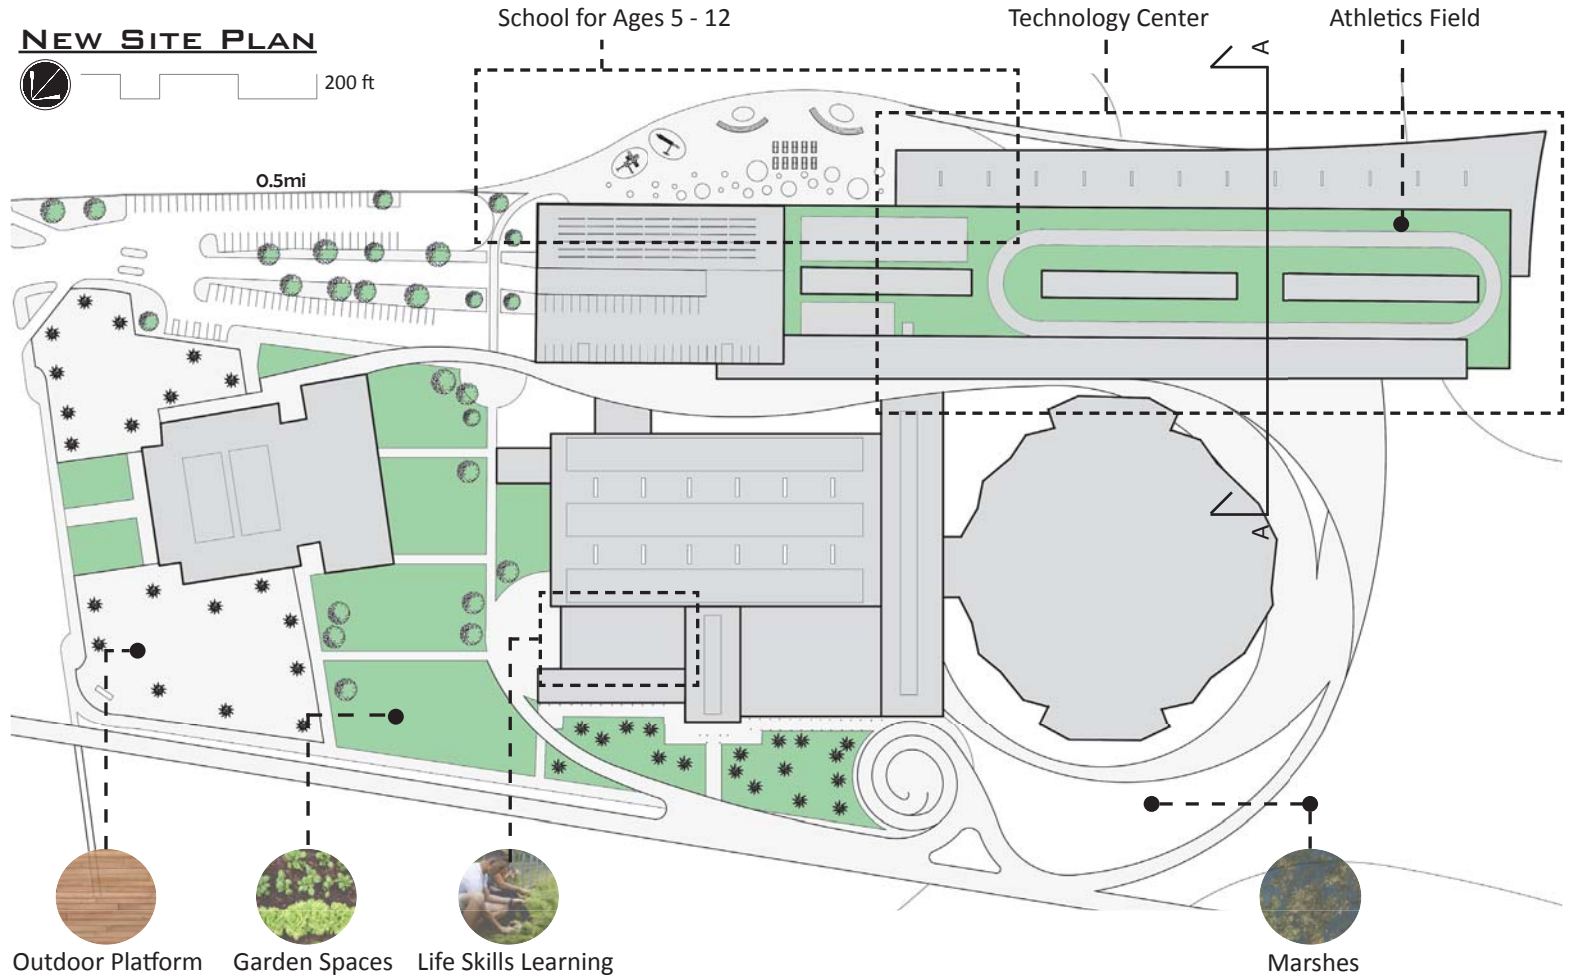 School for Ages 5 - 12
Technology Center
Athletics Field
New Site Plan
A
200 ft
0.5mi
A
Outdoor Platform
Garden Spaces
Life Skills Learning
Marshes